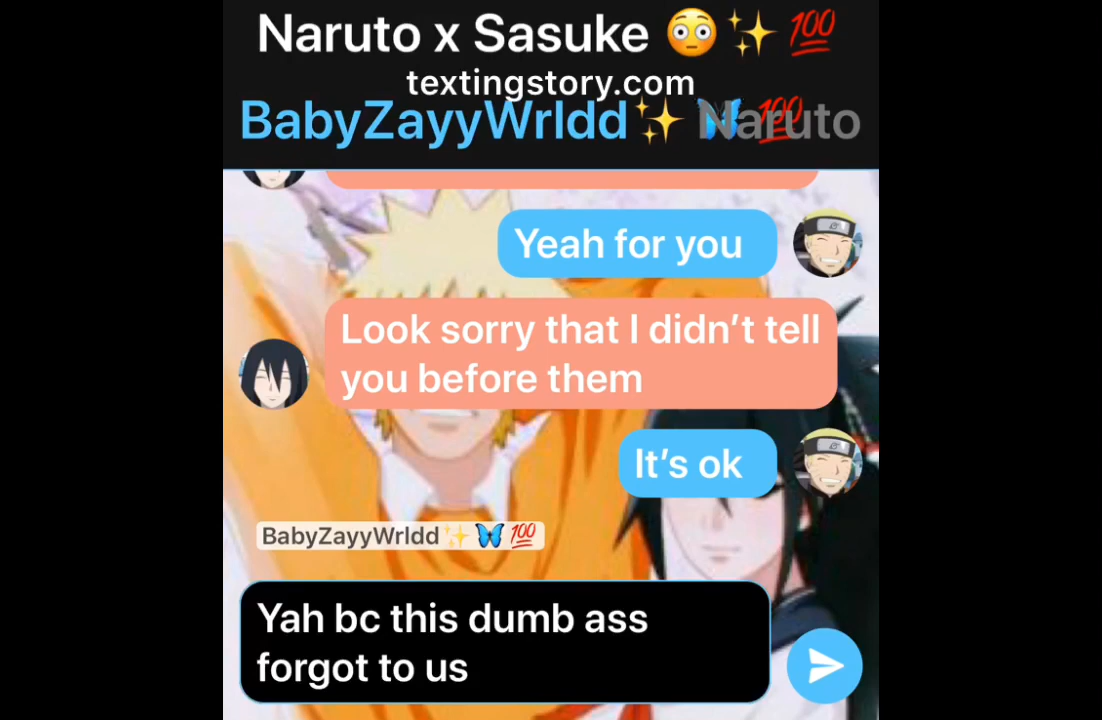 Naruto x Sasuke 😳✨💯
textingstory.com
BabyZayyWrldd✨🦋💯
Naruto
Yeah for you
Look sorry that I didn't tell
you before them
It's ok
BabyZayyWrldd✨🦋💯
Yah bc this dumb ass
forgot to us